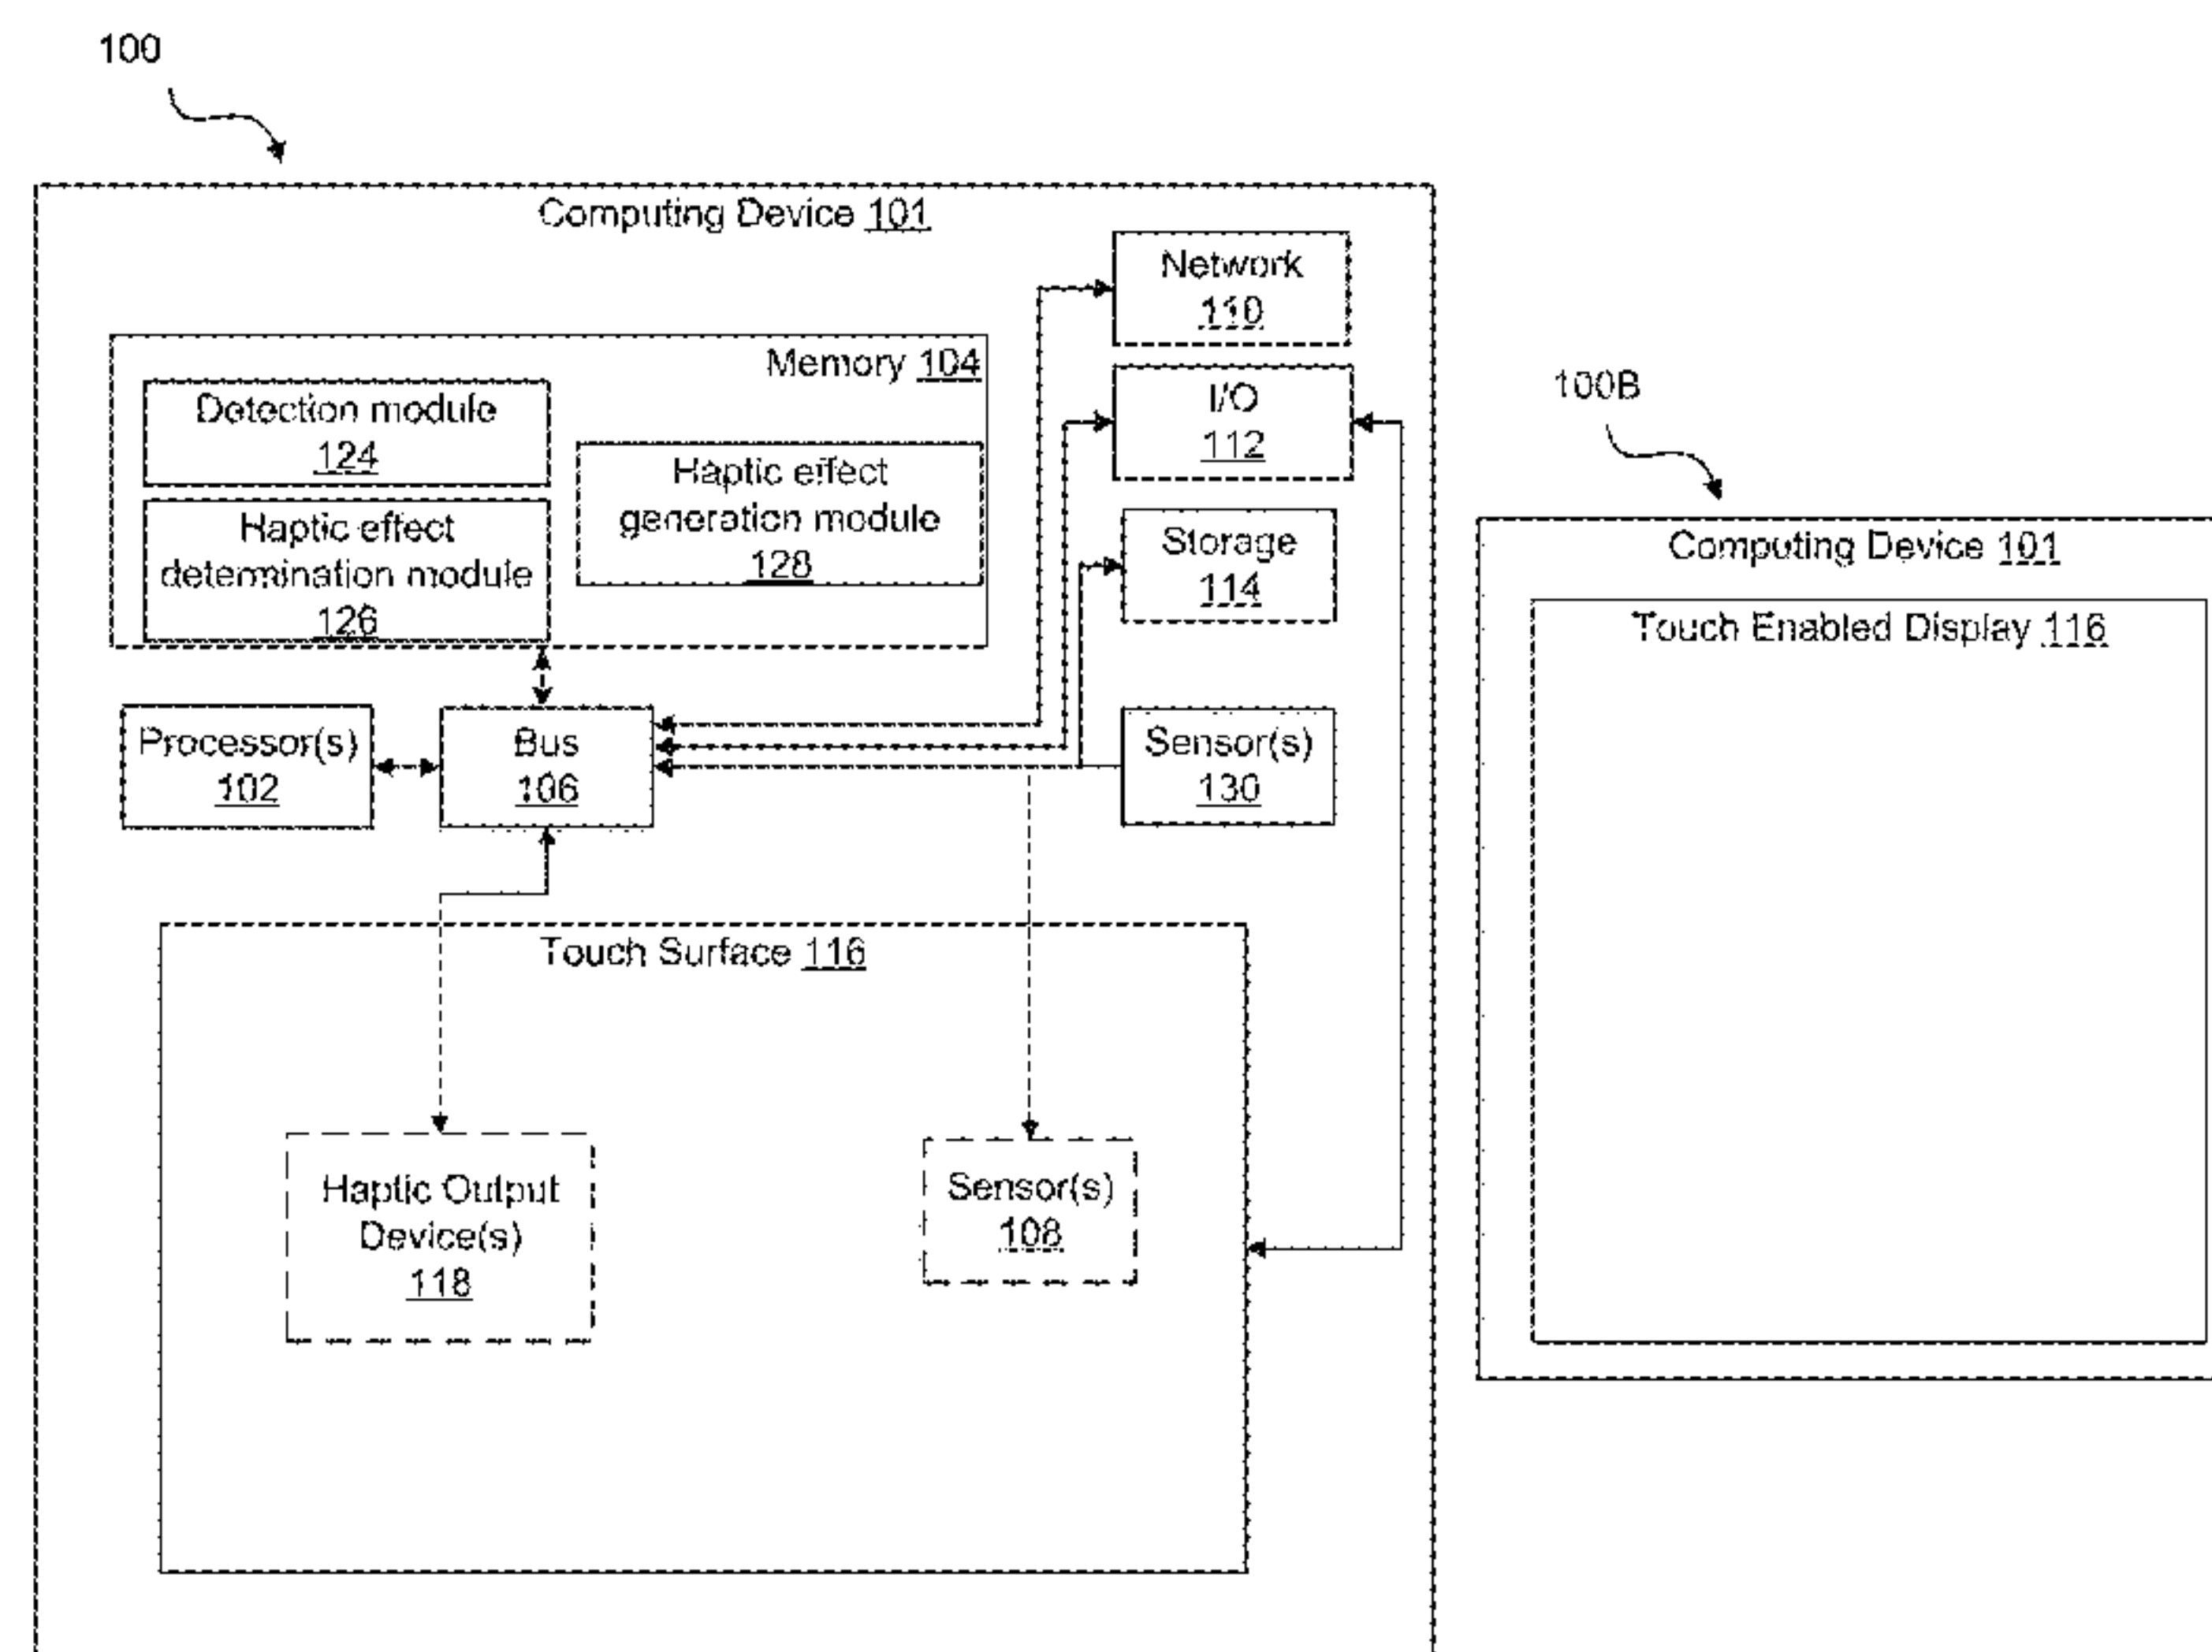 100
Computing Device 101
Network
110
Memory 104
Detection module
124
I/O
112
Haptic effect
generation module
128
Haptic effect
determination module
126
Storage
114
Processor(s)
102
Bus
106
Sensor(s)
130
Touch Surface 116
Haptic Output
Device(s)
118
Sensor(s)
108
100B
Computing Device 101
Touch Enabled Display 116